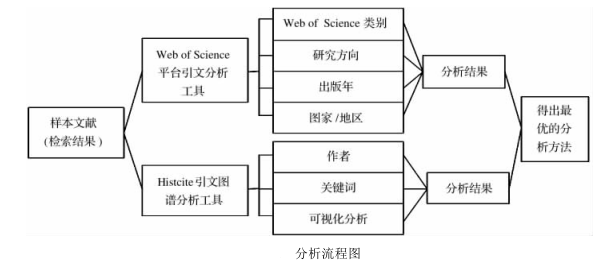 样本文献
(检索结果)
Web of Science
平台引文分析
工具
Histcite引文图
谱分析工具
Web of Science 类别
研究方向
出版年
图家/地区
作者
关键词
可视化分析
分析结果
分析结果
得出最
优的分
析方法
分析流程图